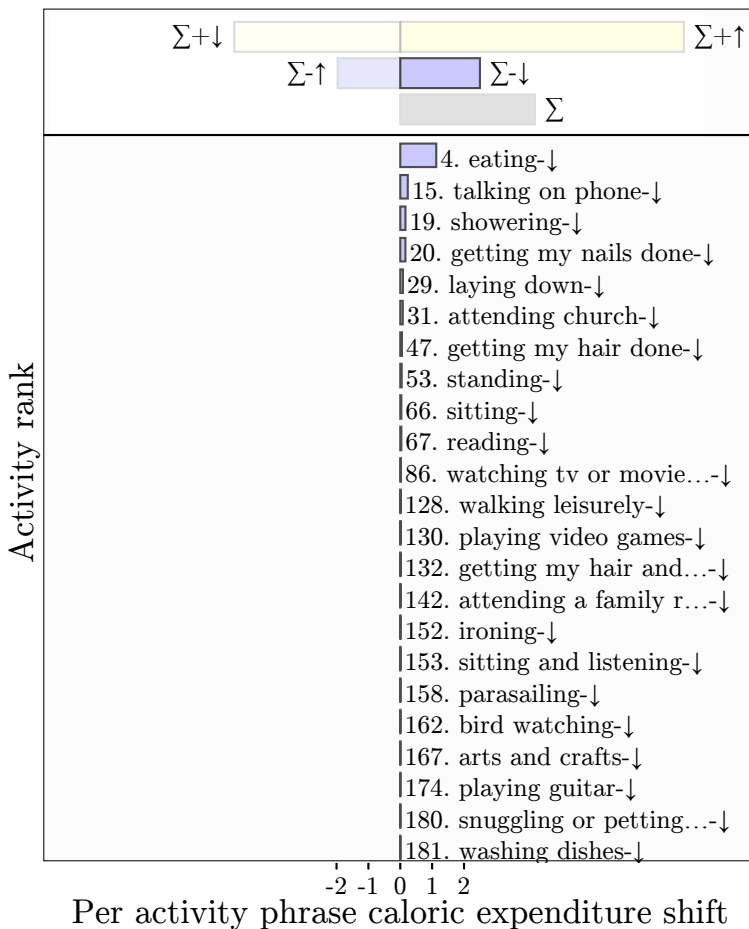 ∑+↓ ∑+↑
∑-↑ ∑-↓
∑
4. eating-↓
15. talking on phone-↓
19. showering-↓
20. getting my nails done-↓
29. laying down-↓
31. attending church-↓
47. getting my hair done-↓
53. standing-↓
66. sitting-↓
67. reading-↓
86. watching tv or movie...-↓
128. walking leisurely-↓
130. playing video games-↓
132. getting my hair and...-↓
142. attending a family r...-↓
152. ironing-↓
153. sitting and listening-↓
158. parasailing-↓
162. bird watching-↓
167. arts and crafts-↓
174. playing guitar-↓
180. snuggling or petting...-↓
181. washing dishes-↓
Activity rank
-2 -1 0 1 2
Per activity phrase caloric expenditure shift